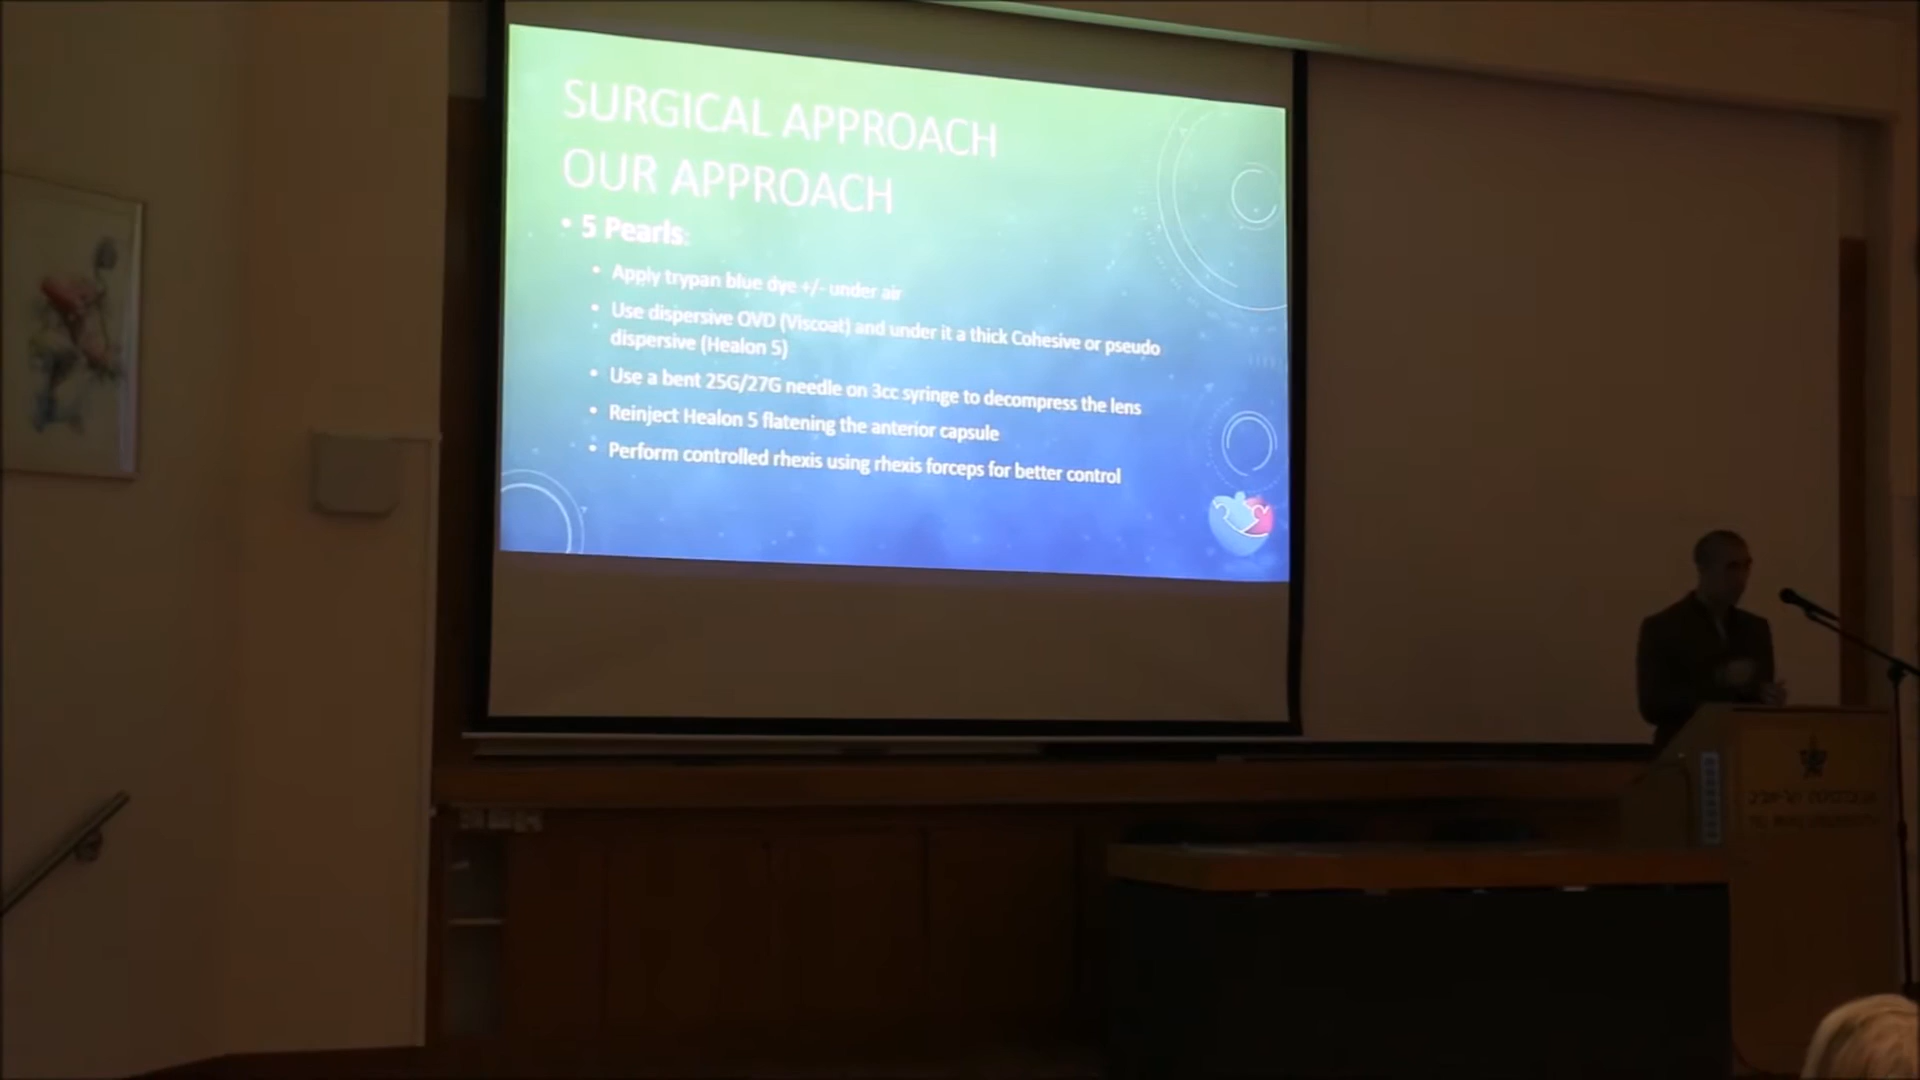 SURGICAL APPROACH
OUR APPROACH
• 5 Pearls:
• Apply trypan blue dye +/- under air
• Use dispersive OVD (Viscoat) and under it a thick Cohesive or pseudo
dispersive (Healon 5)
• Use a bent 25G/27G needle on 3cc syringe to decompress the lens
• Reinject Healon 5 flatening the anterior capsule
• Perform controlled rhexis using rhexis forceps for better control